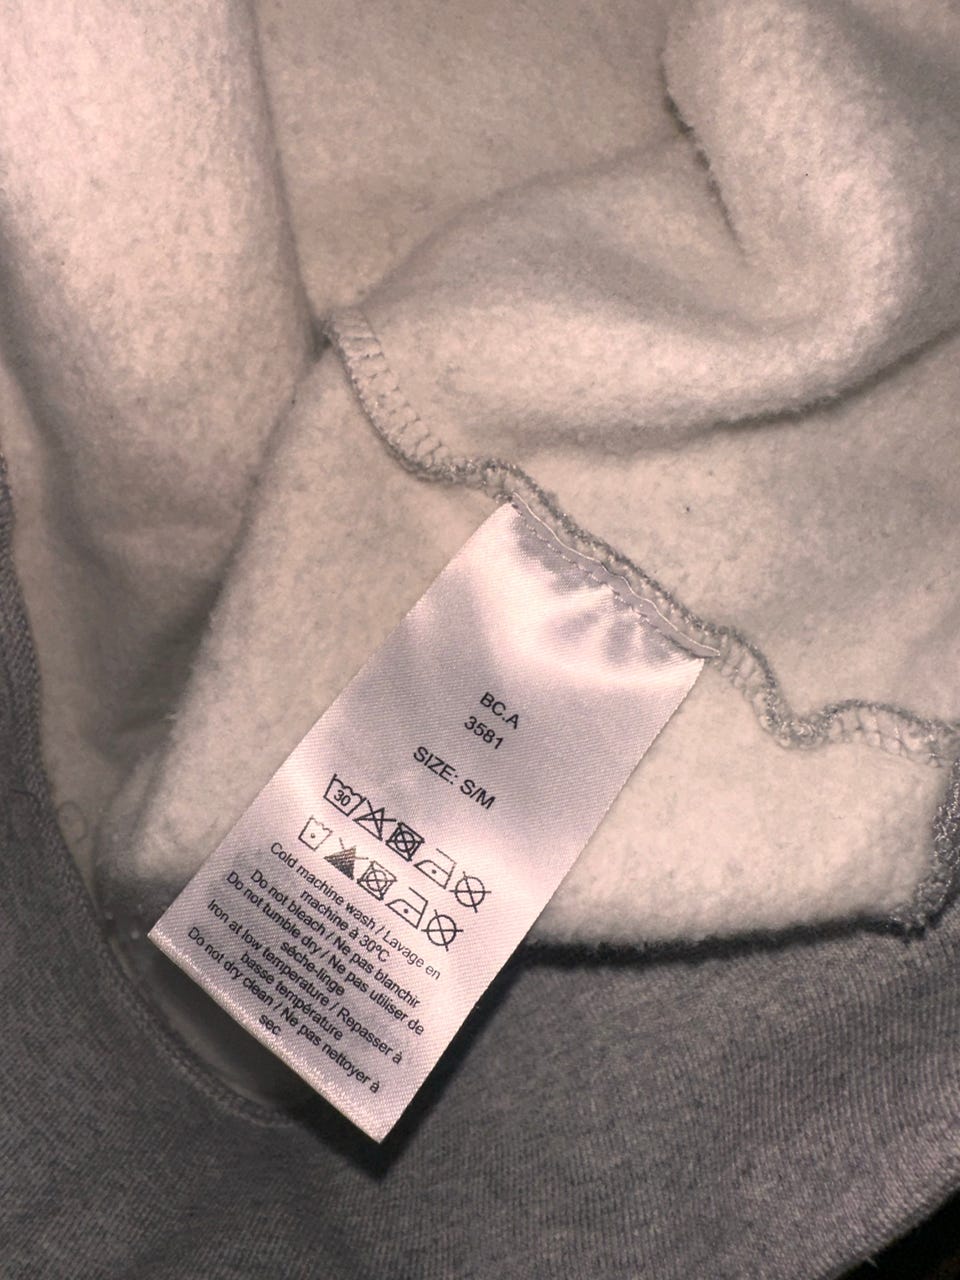 BC.A
3581
SIZE: S/M
30
Cold machine wash / Lavage en
machine à 30°C
Do not bleach / Ne pas blanchir
Do not tumble dry / Ne pas utiliser de
sèche-linge
Iron at low temperature / Repasser à
basse température
Do not dry clean / Ne pas nettoyer à
sec